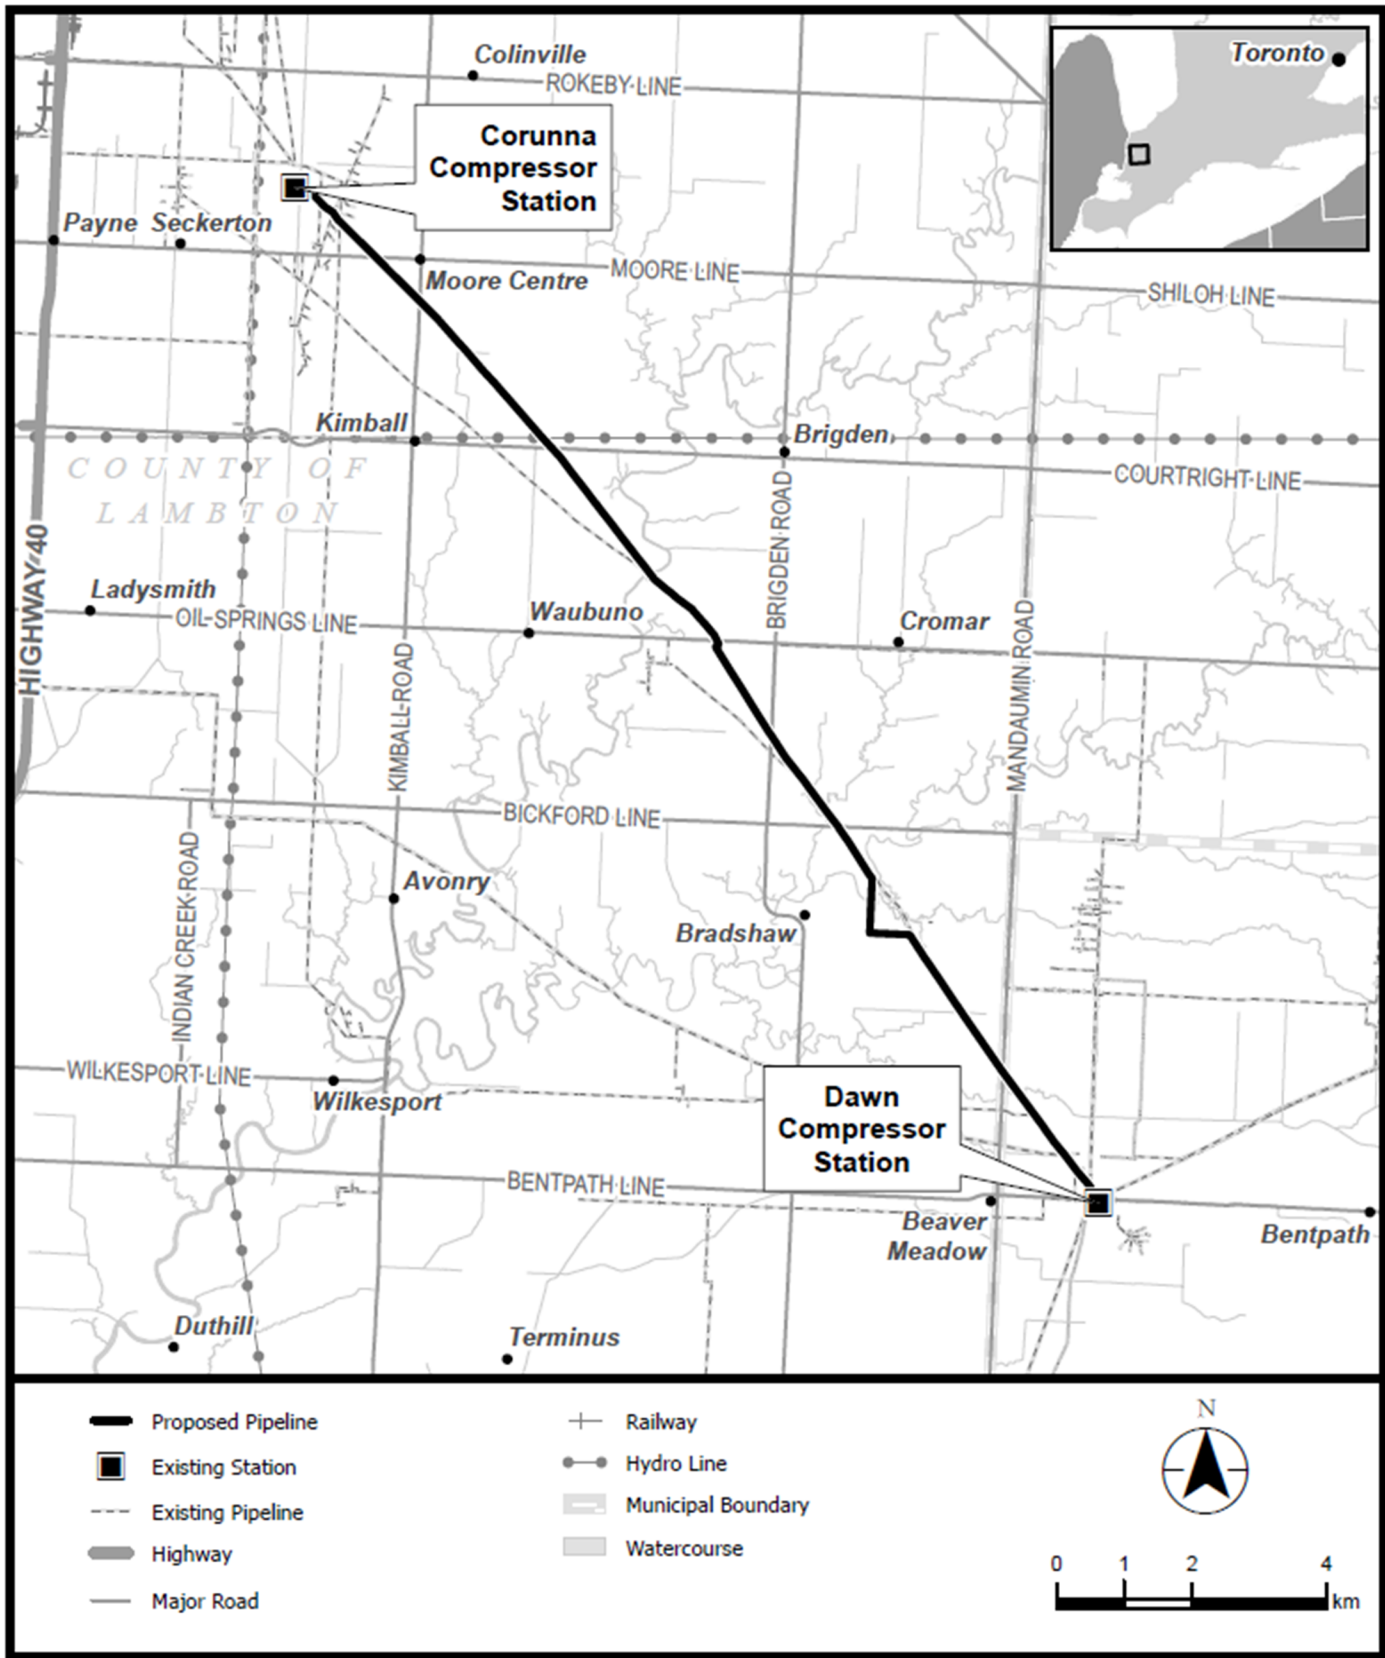 Colinville
Toronto
ROKEBY LINE
Corunna
Compressor
Station
Payne
Seckerton
MOORE LINE
Moore Centre
SHILOH LINE
Kimball
Brigden
COUNTY OF
LAMBTON
COURTRIGHT LINE
HIGHWAY 40
BRIGDEN ROAD
Ladysmith
OIL SPRINGS LINE
Waubuno
Cromar
KIMBALL ROAD
MANDAUMIN ROAD
BICKFORD LINE
INDIAN CREEK ROAD
Avonry
Bradshaw
WILKESPORT LINE
Wilkesport
Dawn
Compressor
Station
BENTPATH LINE
Beaver
Meadow
Bentpath
Duthill
Terminus
Proposed Pipeline
Existing Station
Existing Pipeline
Highway
Major Road
Railway
Hydro Line
Municipal Boundary
Watercourse
N
0 1 2 4
km